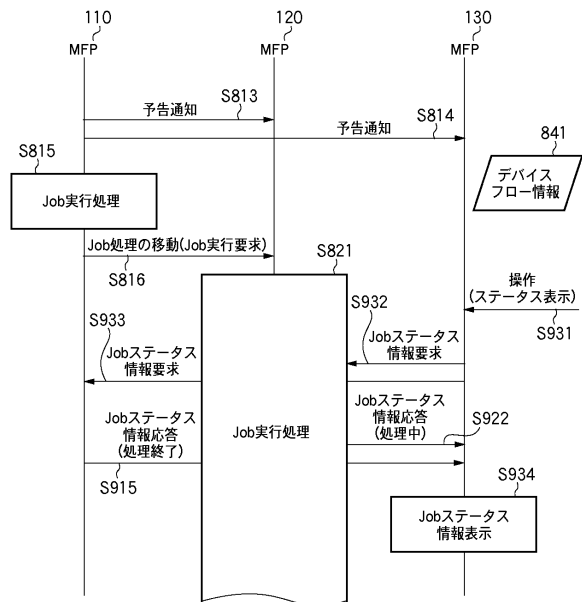 110
120
130
MFP
MFP
MFP
予告通知
S813
予告通知
S814
S815
Job実行処理
841
デバイス
フロー情報
Job処理の移動(Job実行要求)
S816
S821
操作
(ステータス表示)
S931
S933
Jobステータス
情報要求
S932
Jobステータス
情報要求
Job実行処理
Jobステータス
情報応答
(処理中)
S922
Jobステータス
情報応答
(処理終了)
S915
S934
Jobステータス
情報表示